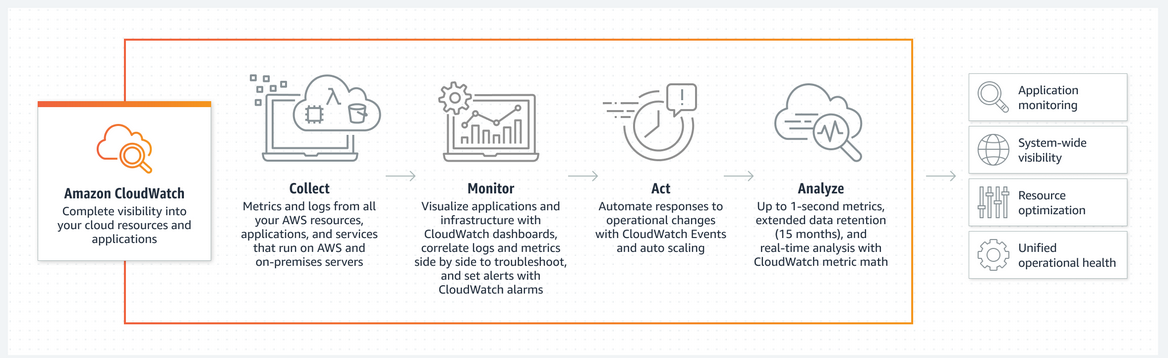 Amazon CloudWatch
Complete visibility into
your cloud resources and
applications
Collect
Metrics and logs from all
your AWS resources,
applications, and services
that run on AWS and
on-premises servers
Monitor
Visualize applications and
infrastructure with
CloudWatch dashboards,
correlate logs and metrics
side by side to troubleshoot,
and set alerts with
CloudWatch alarms
Act
Automate responses to
operational changes
with CloudWatch Events
and auto scaling
Analyze
Up to 1-second metrics,
extended data retention
(15 months), and
real-time analysis with
CloudWatch metric math
Application
monitoring
System-wide
visibility
Resource
optimization
Unified
operational health